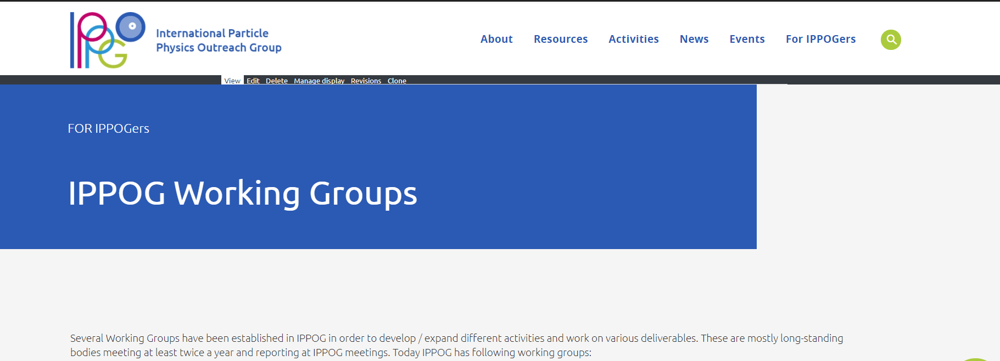 IPPOG
International Particle
Physics Outreach Group
About Resources Activities News Events For IPPOGers
View Edit Delete Manage display Revisions Clone
FOR IPPOGers
IPPOG Working Groups
Several Working Groups have been established in IPPOG in order to develop / expand different activities and work on various deliverables. These are mostly long-standing
bodies meeting at least twice a year and reporting at IPPOG meetings. Today IPPOG has following working groups: